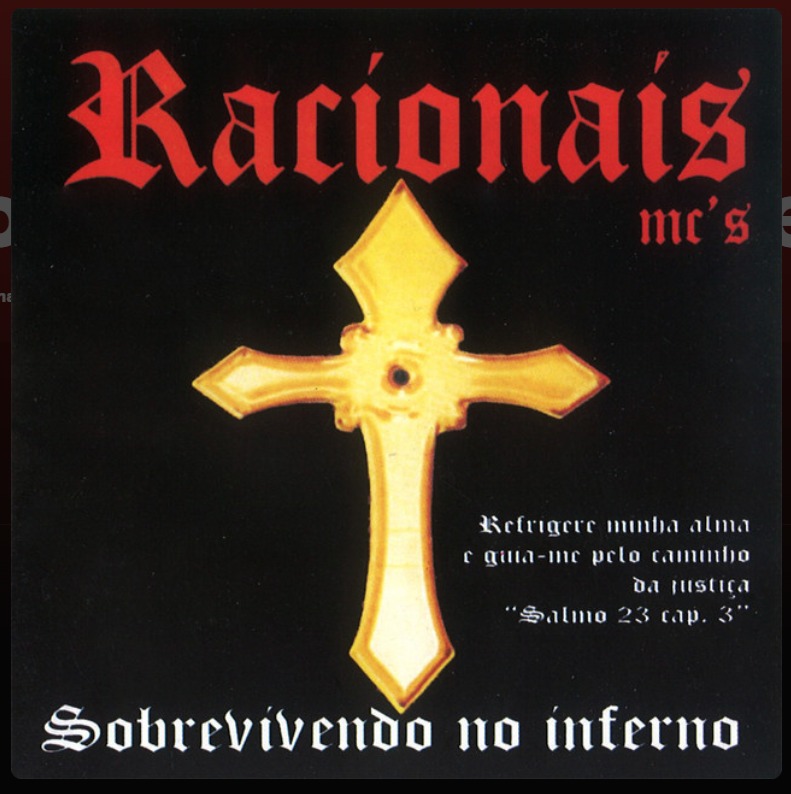 Racionais
mc's
Refrigere minha alma
e guia-me pelo caminho
da justiça
"Salmo 23 cap. 3"
Sobrevivendo no inferno